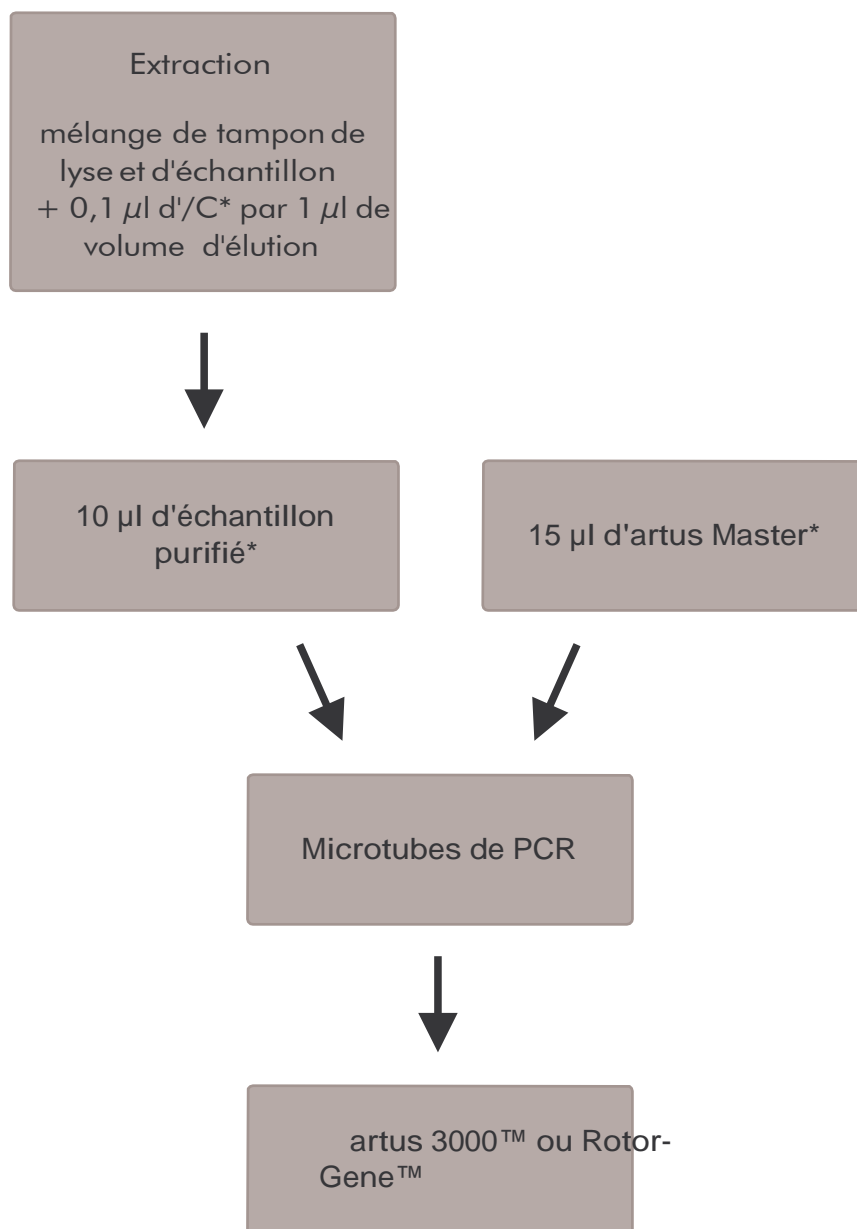 Extraction
mélange de tampon de
lyse et d'échantillon
+ 0,1 µl d'/C* par 1 µl de
volume d'élution
10 µl d'échantillon
purifié*
15 µl d'artus Master*
Microtubes de PCR
artus 3000™ ou Rotor-
Gene™